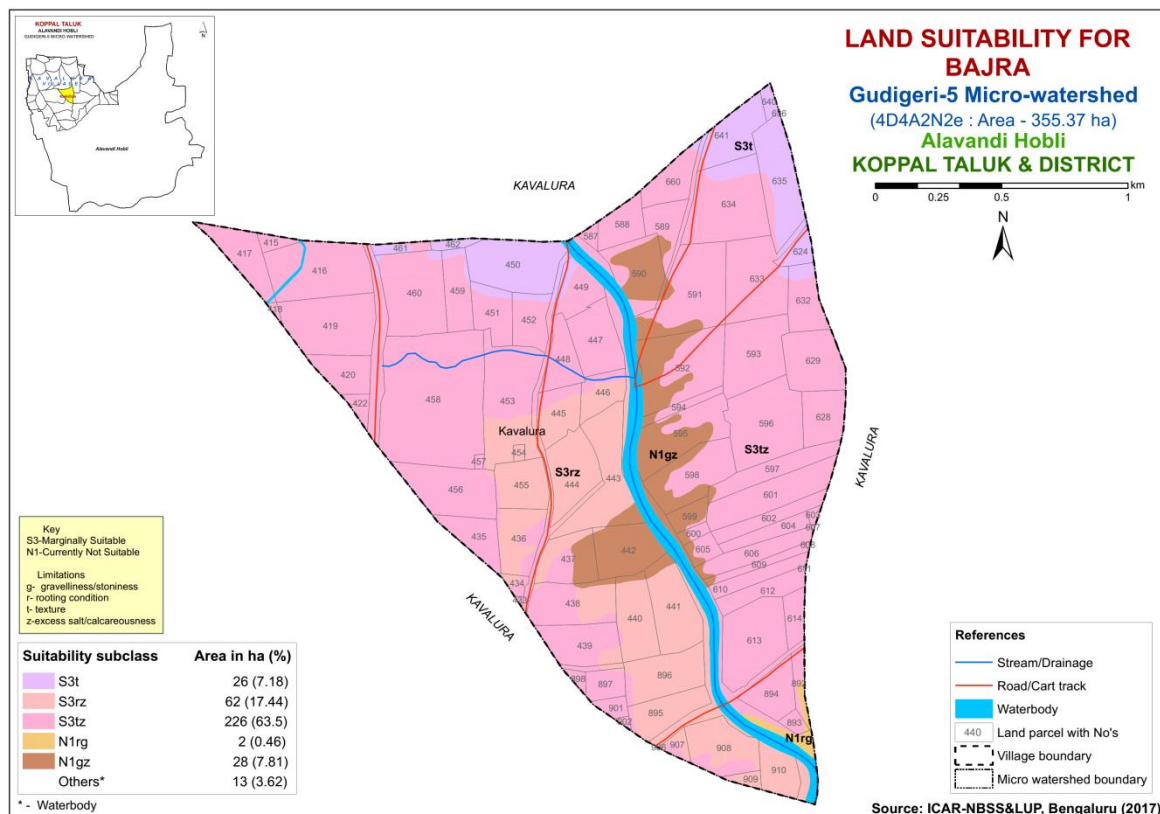 KOPPAL TALUK
ALAVANDI HOBLI
GUDIGERI-5 MICRO-WATERSHED
N
Alavandi Hobli
LAND SUITABILITY FOR
BAJRA
Gudigeri-5 Micro-watershed
(4D4A2N2e : Area - 355.37 ha)
Alavandi Hobli
KOPPAL TALUK & DISTRICT
km
0 0.25 0.5 1
N
KAVALURA
640
641
S3t
635
660
634
588
589
587
624
415
417
416
461
462
450
590
633
632
460
459
449
591
418
419
451
452
447
593
629
448
592
420
458
453
446
422
445
594
596
628
Kavalura
595
454
N1gz
S3tz
KAVALURA
457
S3rz
443
597
455
444
598
456
601
599
602
604
435
436
600
437
442
605
606
609
434
610
612
438
441
KAVALURA
440
614
439
613
896
898
897
894
901
895
893
N1rg
907
908
910
909
Key
S3-Marginally Suitable
N1-Currently Not Suitable
Limitations
g- gravelliness/stoniness
r- rooting condition
t- texture
z-excess salt/calcareousness
Suitability subclass Area in ha (%)
S3t 26 (7.18)
S3rz 62 (17.44)
S3tz 226 (63.5)
N1rg 2 (0.46)
N1gz 28 (7.81)
Others* 13 (3.62)
* - Waterbody
References
Stream/Drainage
Road/Cart track
Waterbody
440 Land parcel with No's
Village boundary
Micro watershed boundary
Source: ICAR-NBSS&LUP, Bengaluru (2017)